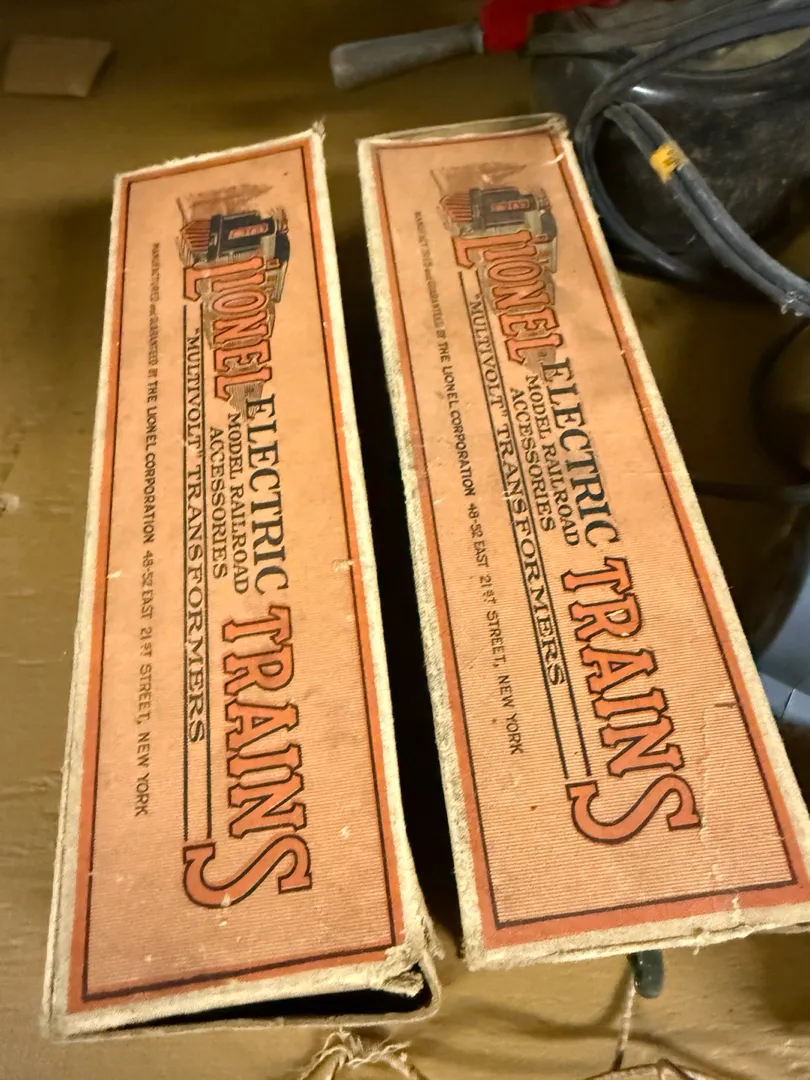 LIONEL ELECTRIC TRAINS
MODEL RAILROAD
ACCESSORIES
"MULTIVOLT" TRANSFORMERS
MANUFACTURED and GUARANTEED BY THE LIONEL CORPORATION 48-52 EAST 21ST STREET, NEW YORK
LIONEL ELECTRIC TRAINS
MODEL RAILROAD
ACCESSORIES
"MULTIVOLT" TRANSFORMERS
MANUFACTURED and GUARANTEED BY THE LIONEL CORPORATION 48-52 EAST 21ST STREET, NEW YORK